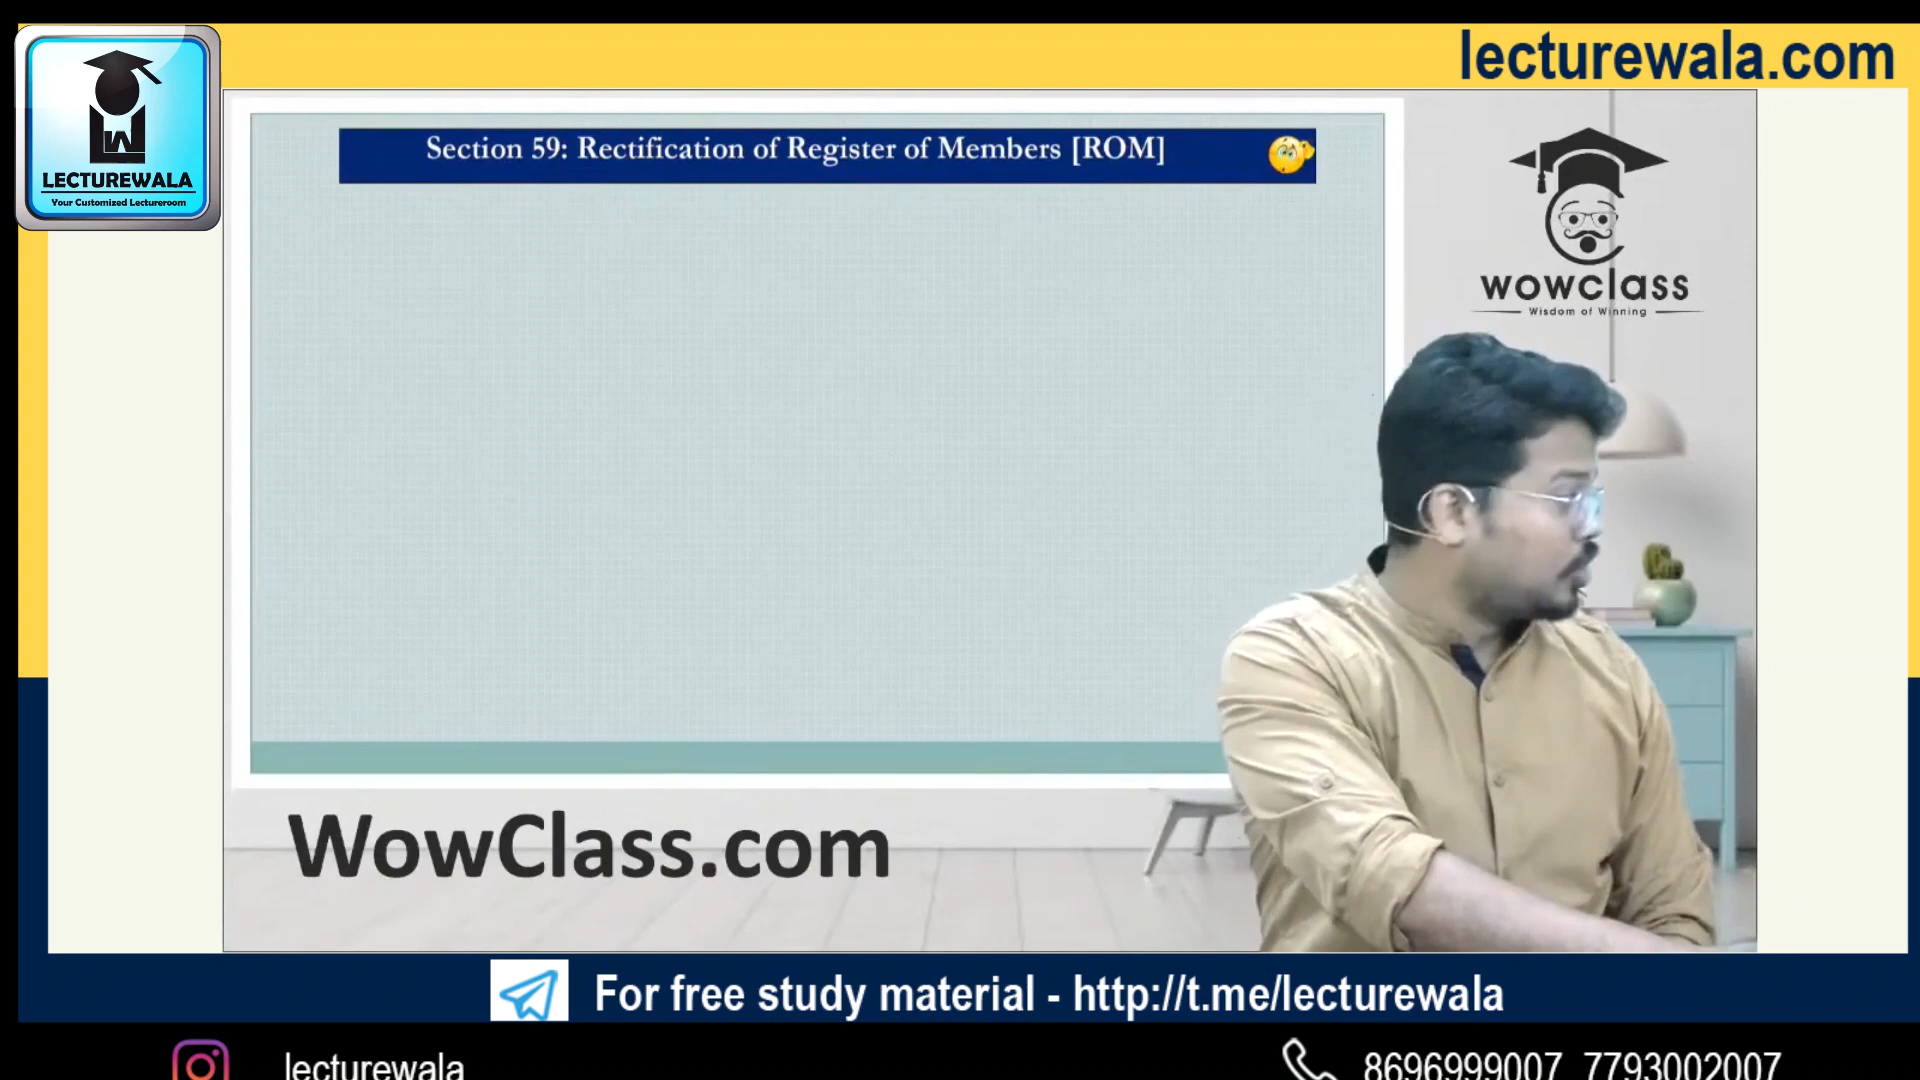 lecturewala.com
LW
LECTUREWALA
Your Customized Lectureroom
Section 59: Rectification of Register of Members [ROM]
wowclass
Wisdom of Winning
WowClass.com
For free study material - http://t.me/lecturewala
lecturewala
8696999007, 7793002007